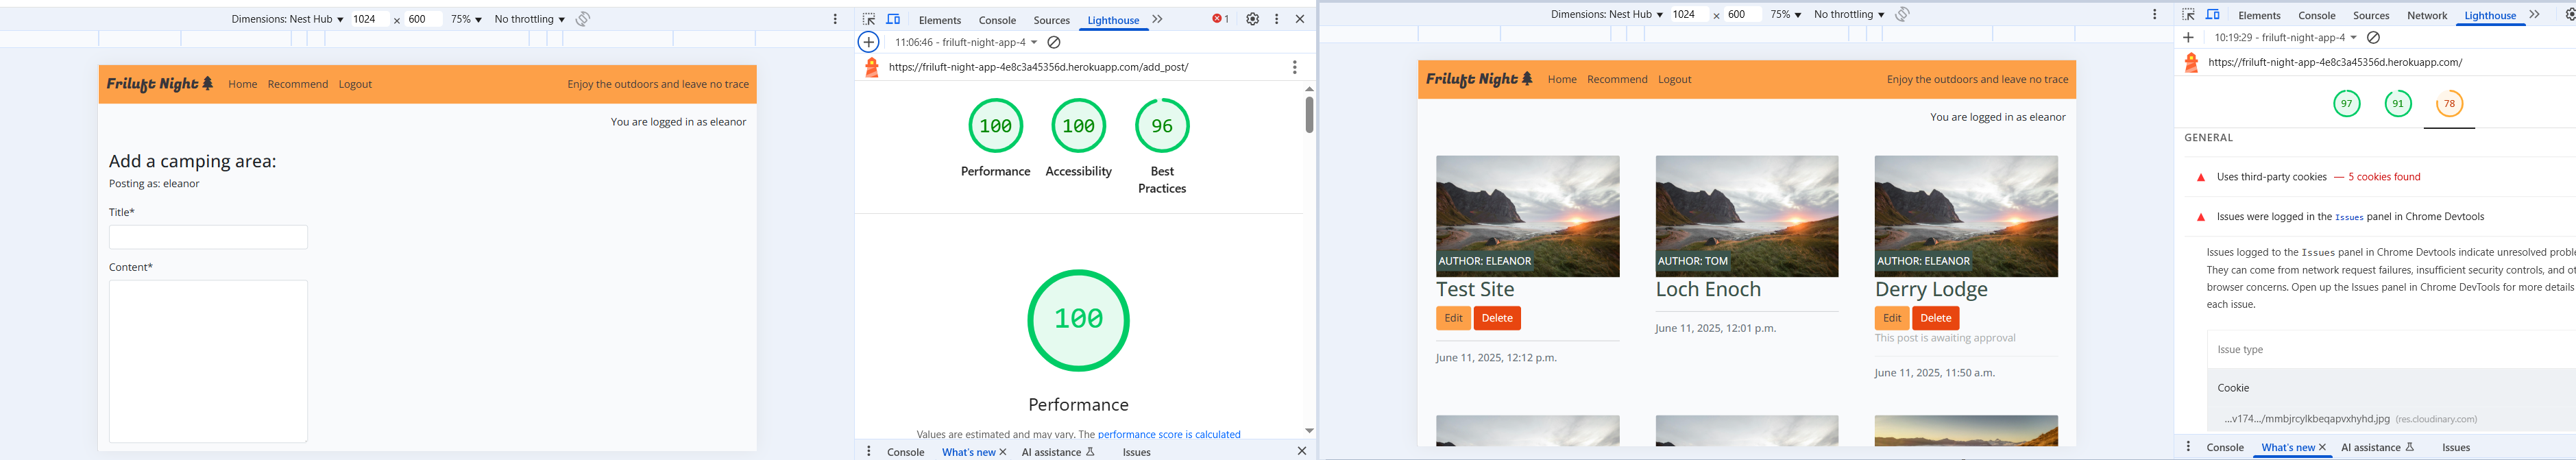 Dimensions: Nest Hub 1024 × 600 75% No throttling
Friluft Night Home Recommend Logout Enjoy the outdoors and leave no trace
You are logged in as eleanor
Add a camping area:
Posting as: eleanor
Title*
Content*
Elements Console Sources Lighthouse 1
11:06:46 - friluft-night-app-4
https://friluft-night-app-4e8c3a45356d.herokuapp.com/add_post/
100 100 96
Performance Accessibility Best
Practices
100
Performance
Values are estimated and may vary. The performance score is calculated
Console What's new AI assistance Issues
Dimensions: Nest Hub 1024 × 600 75% No throttling
Friluft Night Home Recommend Logout Enjoy the outdoors and leave no trace
You are logged in as eleanor
AUTHOR: ELEANOR AUTHOR: TOM AUTHOR: ELEANOR
Test Site Loch Enoch Derry Lodge
Edit Delete Edit Delete
June 11, 2025, 12:01 p.m. This post is awaiting approval
June 11, 2025, 12:12 p.m. June 11, 2025, 11:50 a.m.
Elements Console Sources Network Lighthouse
10:19:29 - friluft-night-app-4
https://friluft-night-app-4e8c3a45356d.herokuapp.com/
97 91 78
GENERAL
Uses third-party cookies — 5 cookies found
Issues were logged in the Issues panel in Chrome Devtools
Issues logged to the Issues panel in Chrome Devtools indicate unresolved
They can come from network request failures, insufficient security controls, and
browser concerns. Open up the Issues panel in Chrome DevTools for more details
each issue.
Issue type
Cookie
...v174.../mmbjrcylkbeqapvxhyhd.jpg (res.cloudinary.com)
Console What's new AI assistance Issues